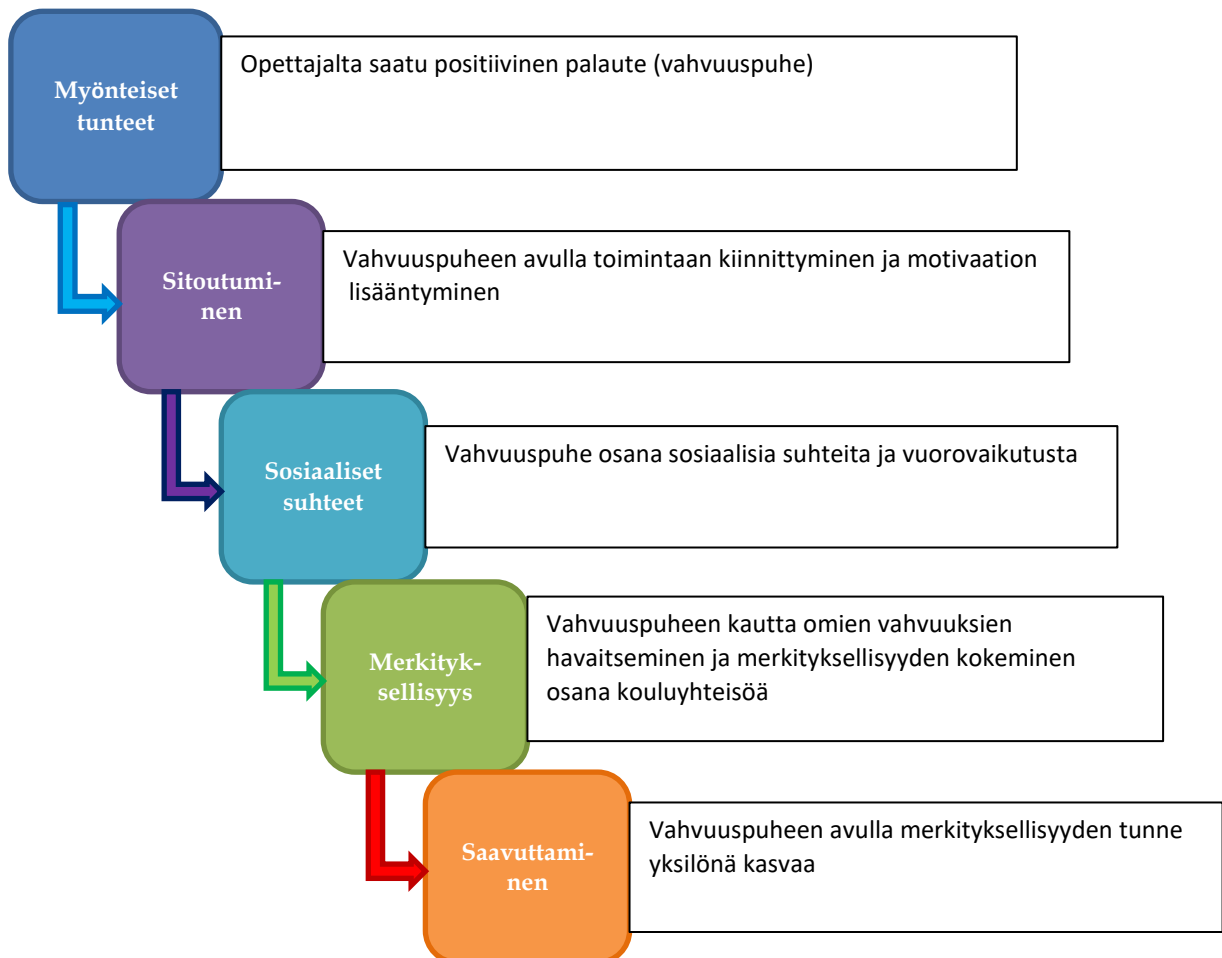 Myönteiset
tunteet
Opettajalta saatu positiivinen palaute (vahvuuspuhe)
Sitoutumi-
nen
Vahvuuspuheen avulla toimintaan kiinnittyminen ja motivaation
lisääntyminen
Sosiaaliset
suhteet
Vahvuuspuhe osana sosiaalisia suhteita ja vuorovaikutusta
Merkityk-
sellisyys
Vahvuuspuheen kautta omien vahvuuksien
havaitseminen ja merkityksellisyyden kokeminen
osana kouluyhteisöä
Saavuttami-
nen
Vahvuuspuheen avulla merkityksellisyyden tunne
yksilönä kasvaa